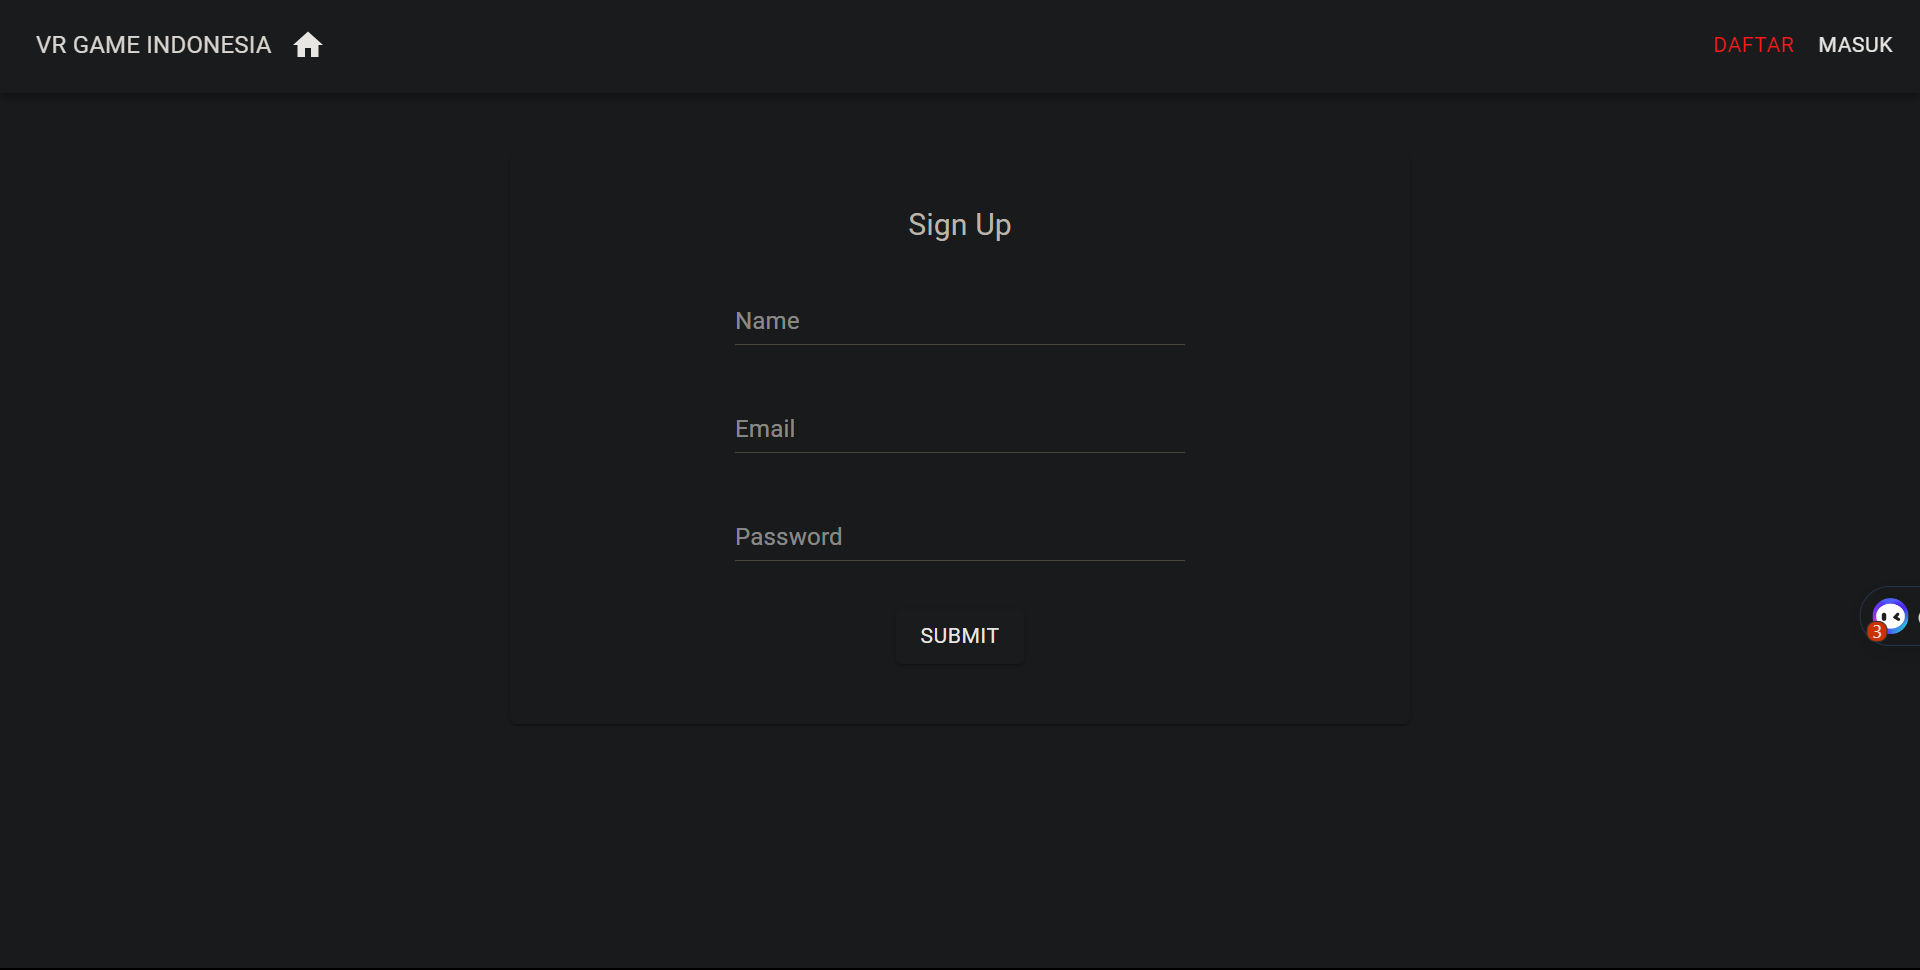 VR GAME INDONESIA
DAFTAR MASUK
Sign Up
Name
Email
Password
SUBMIT
3